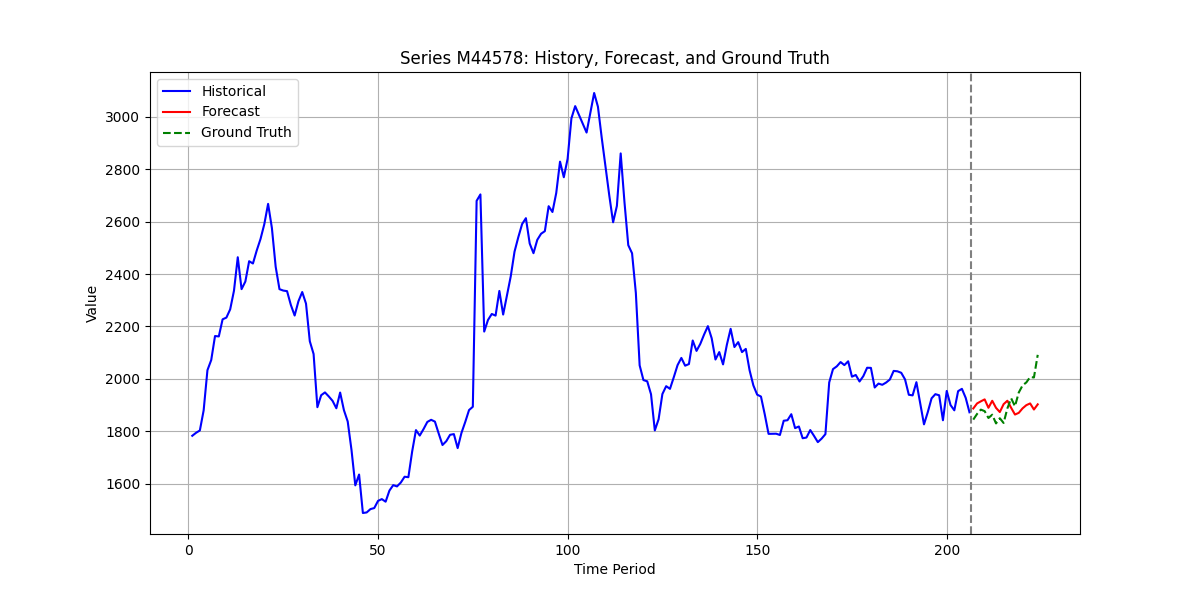 Series M44578: History, Forecast, and Ground Truth
Historical
Forecast
Ground Truth
Value
3000
2800
2600
2400
2200
2000
1800
1600
0 50 100 150 200
Time Period